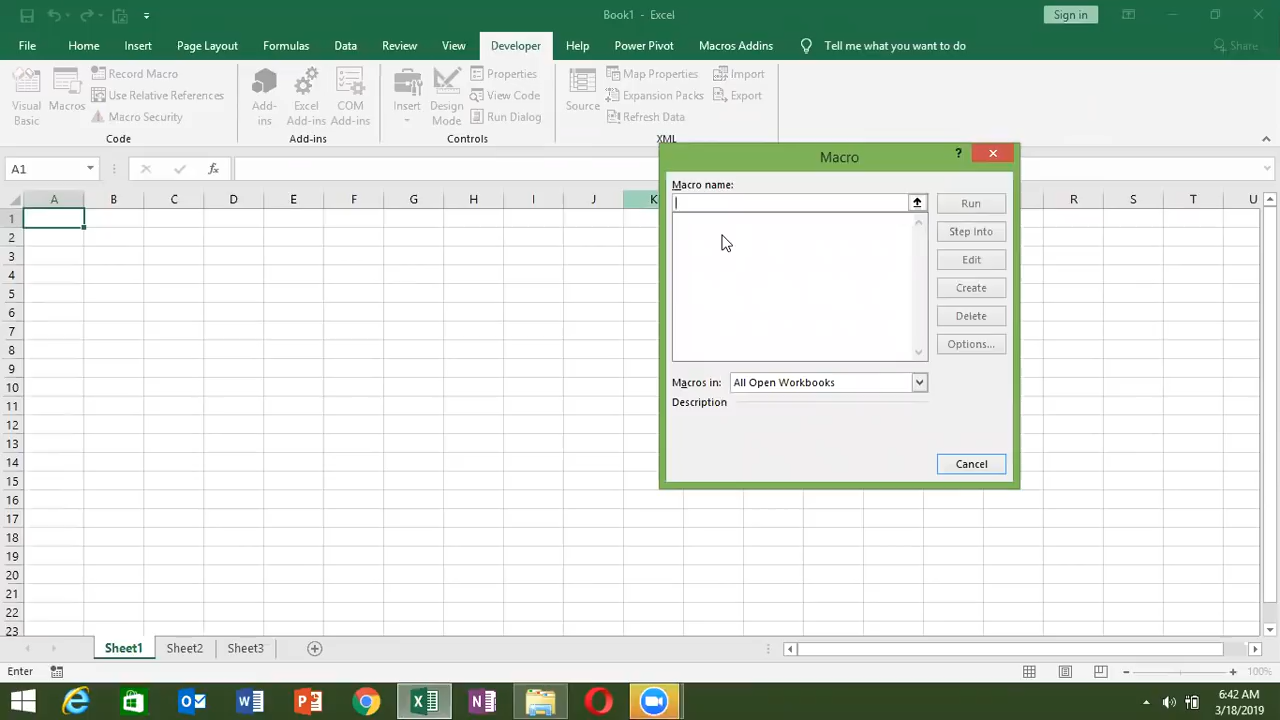 Book1 - Excel
Sign in
File Home Insert Page Layout Formulas Data Review View Developer Help Power Pivot Macros Addins Tell me what you want to do Share
Visual Basic
Macros
Record Macro
Use Relative References
Macro Security
Code
Add-ins
Excel Add-ins
COM Add-ins
Add-ins
Insert
Design Mode
Properties
View Code
Run Dialog
Controls
Source
Map Properties
Expansion Packs
Refresh Data
Import
Export
XML
A1
fx
A B C D E F G H I J K R S T U
1
2
3
4
5
6
7
8
9
10
11
12
13
14
15
16
17
18
19
20
21
22
23
Macro
?
Macro name:
Run
Step Into
Edit
Create
Delete
Options...
Macros in: All Open Workbooks
Description
Cancel
Sheet1 Sheet2 Sheet3
Enter
100%
6:42 AM
3/18/2019